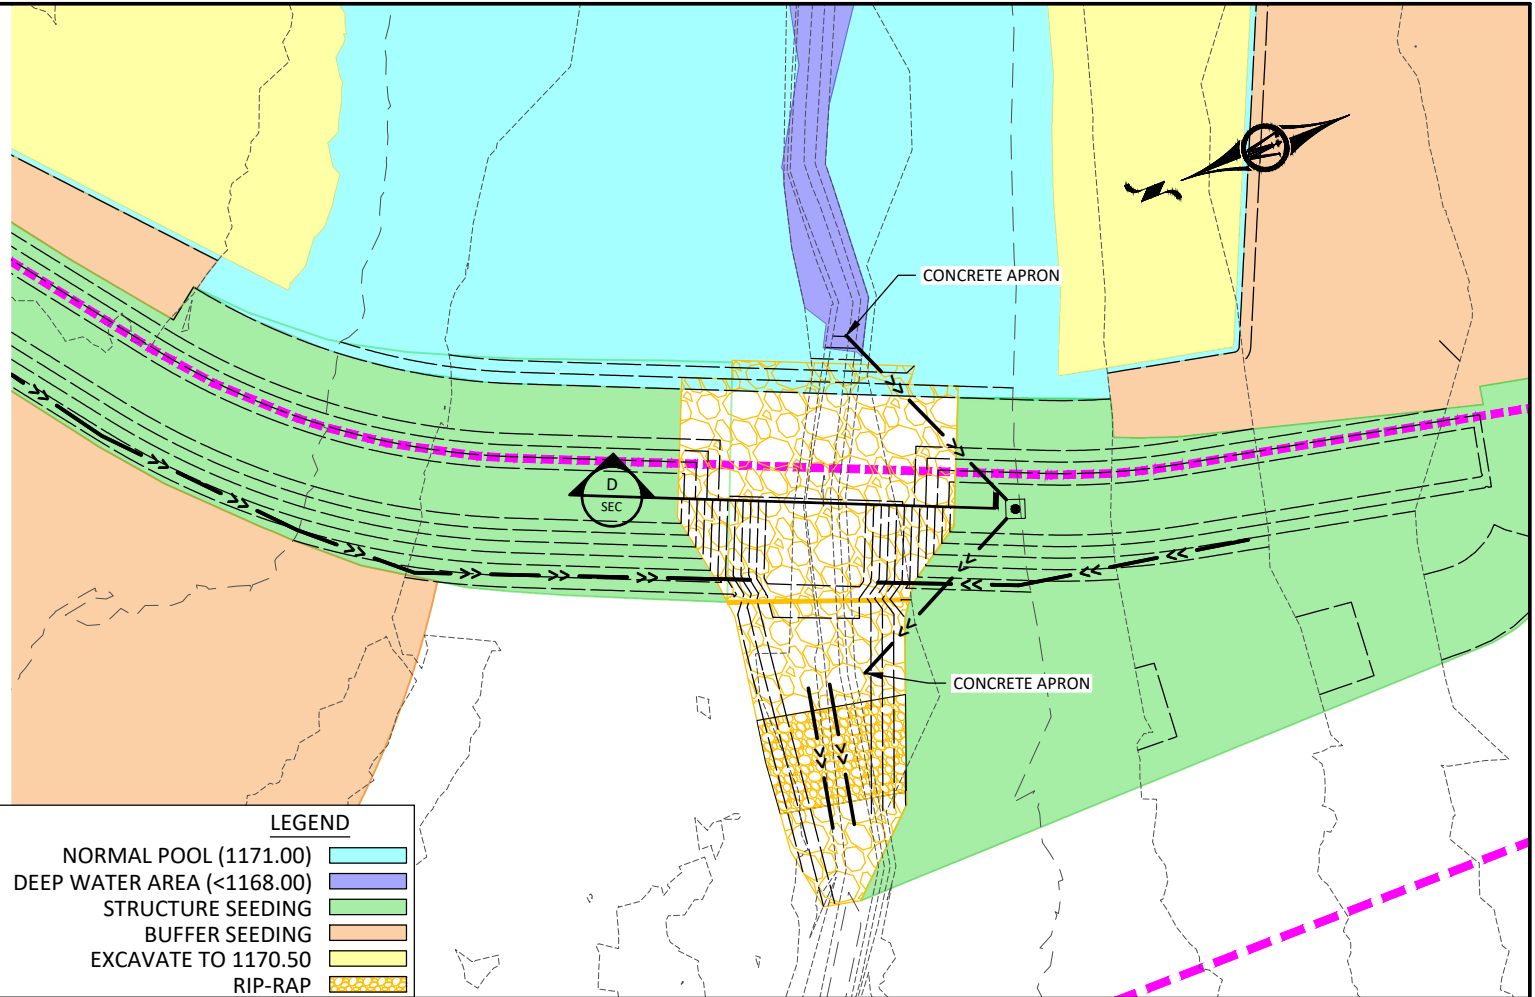 CONCRETE APRON
D
SEC
CONCRETE APRON
LEGEND
NORMAL POOL (1171.00)
DEEP WATER AREA (<1168.00)
STRUCTURE SEEDING
BUFFER SEEDING
EXCAVATE TO 1170.50
RIP-RAP